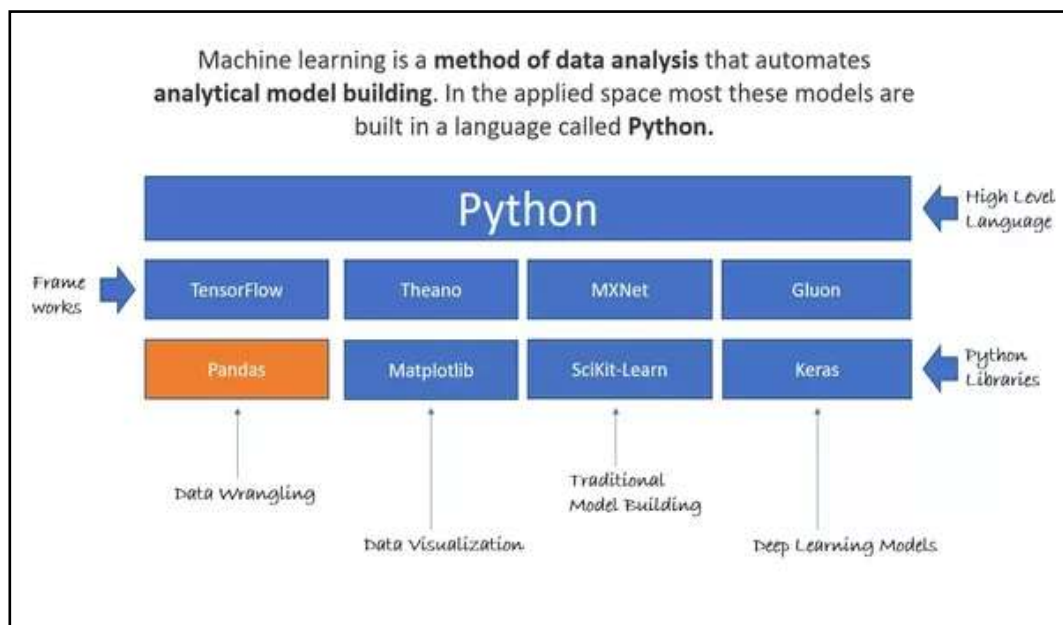 Machine learning is a method of data analysis that automates
analytical model building. In the applied space most these models are
built in a language called Python.
Python
High Level
Language
Frame
works
TensorFlow
Theano
MXNet
Gluon
Pandas
Matplotlib
SciKit-Learn
Keras
Python
Libraries
Data Wrangling
Data Visualization
Traditional
Model Building
Deep Learning Models